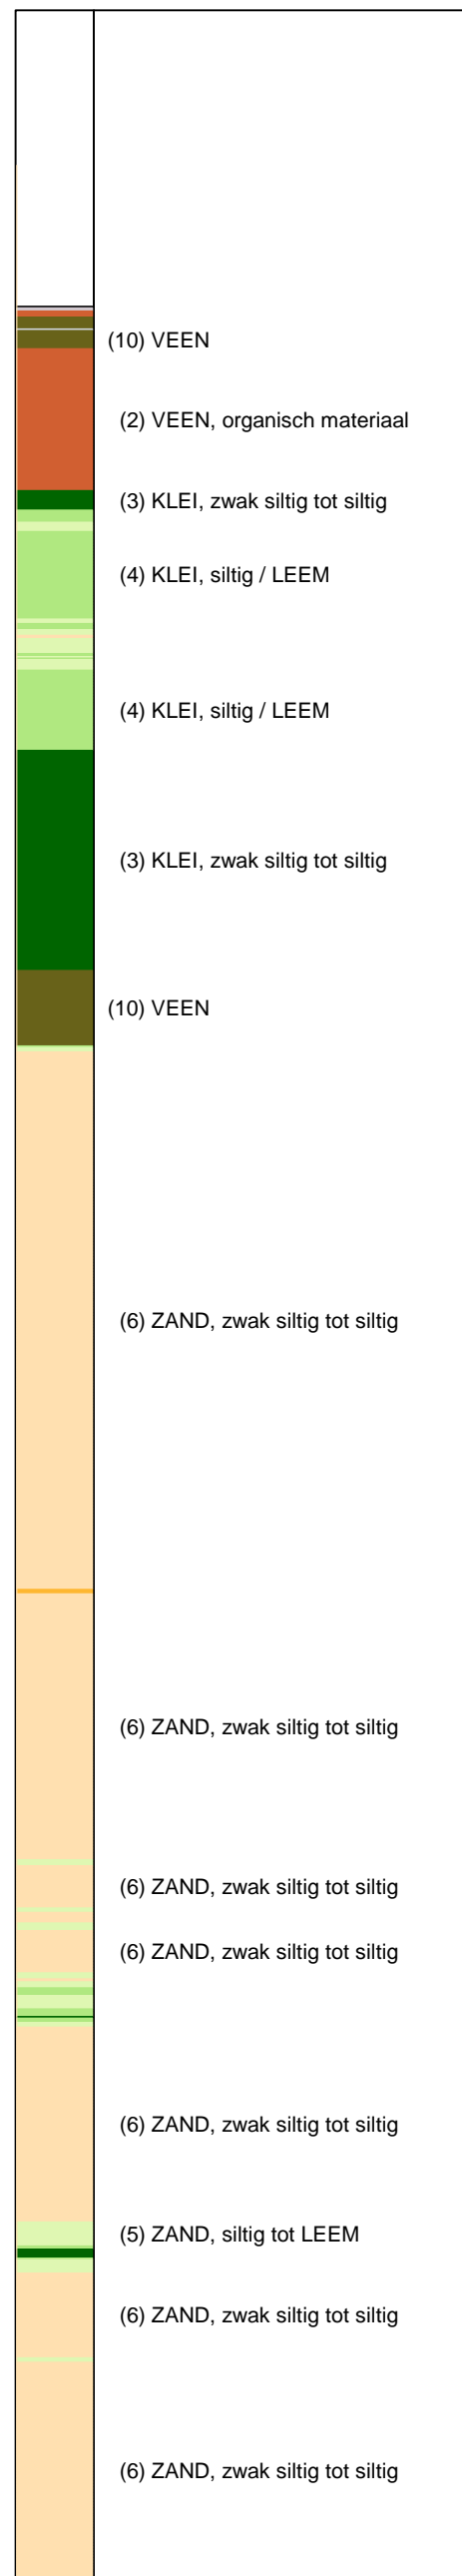 (10) VEEN
(2) VEEN, organisch materiaal
(3) KLEI, zwak siltig tot siltig
(4) KLEI, siltig / LEEM
(4) KLEI, siltig / LEEM
(3) KLEI, zwak siltig tot siltig
(10) VEEN
(6) ZAND, zwak siltig tot siltig
(6) ZAND, zwak siltig tot siltig
(6) ZAND, zwak siltig tot siltig
(6) ZAND, zwak siltig tot siltig
(6) ZAND, zwak siltig tot siltig
(5) ZAND, siltig tot LEEM
(6) ZAND, zwak siltig tot siltig
(6) ZAND, zwak siltig tot siltig